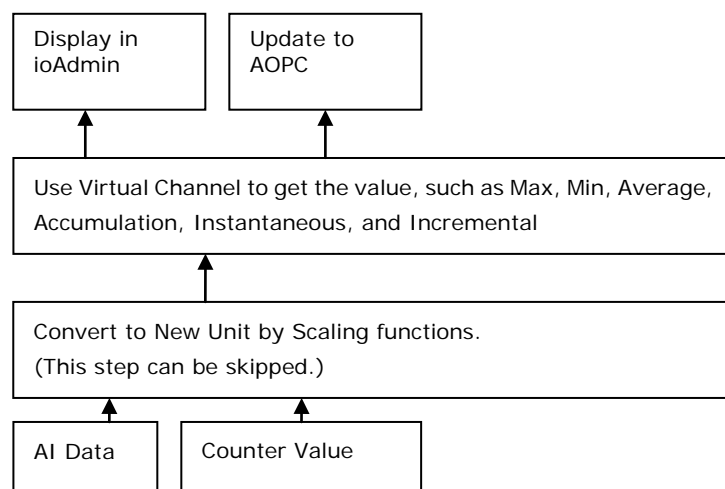 Display in
ioAdmin
Update to
AOPC
Use Virtual Channel to get the value, such as Max, Min, Average,
Accumulation, Instantaneous, and Incremental
Convert to New Unit by Scaling functions.
(This step can be skipped.)
AI Data
Counter Value